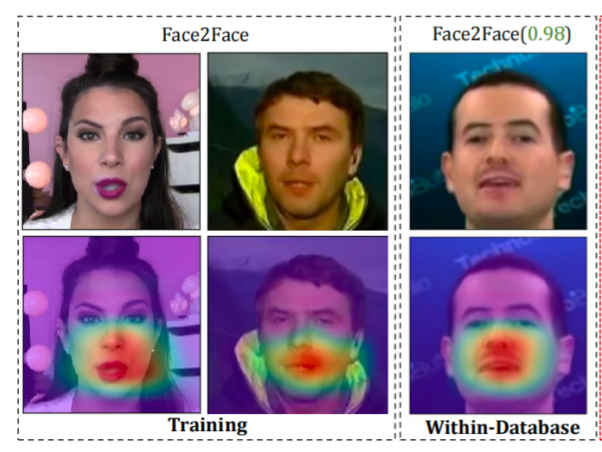 Face2Face
Face2Face(0.98)
Training
Within-Database